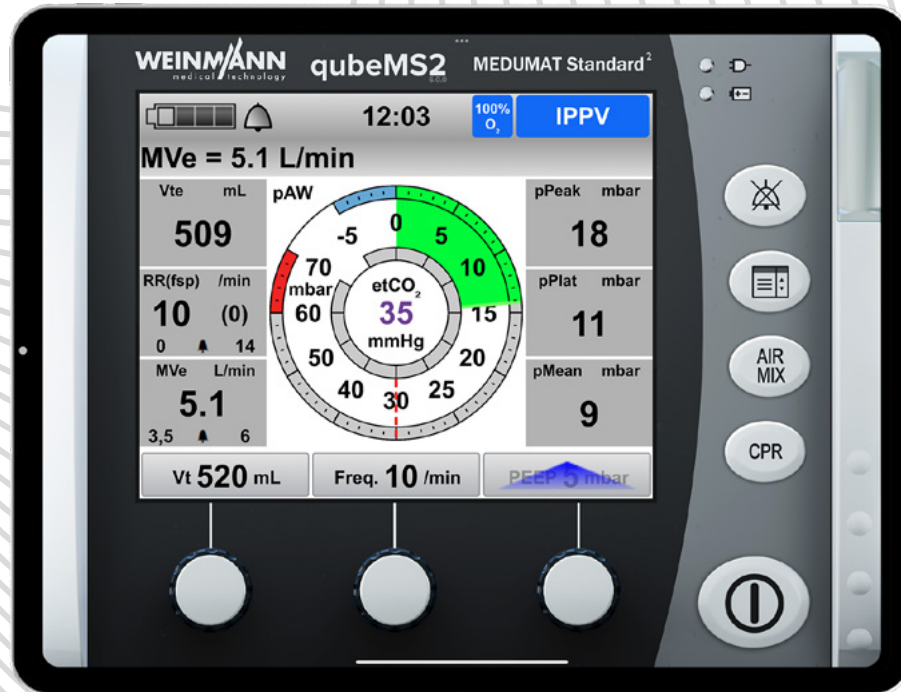 WEINMANN
medical technology
qubeMS2
MEDUMAT Standard²
12:03
100%
O₂
IPPV
MVe = 5.1 L/min
Vte mL
509
RR(fsp) /min
10 (0)
0 14
MVe L/min
5.1
3,5 6
pAW
-5 0 5
70 10
mbar
60 15
50 20
40 30 25
etCO₂
35
mmHg
pPeak mbar
18
pPlat mbar
11
pMean mbar
9
Vt 520 mL
Freq. 10 /min
PEEP 5 mbar
AIR
MIX
CPR